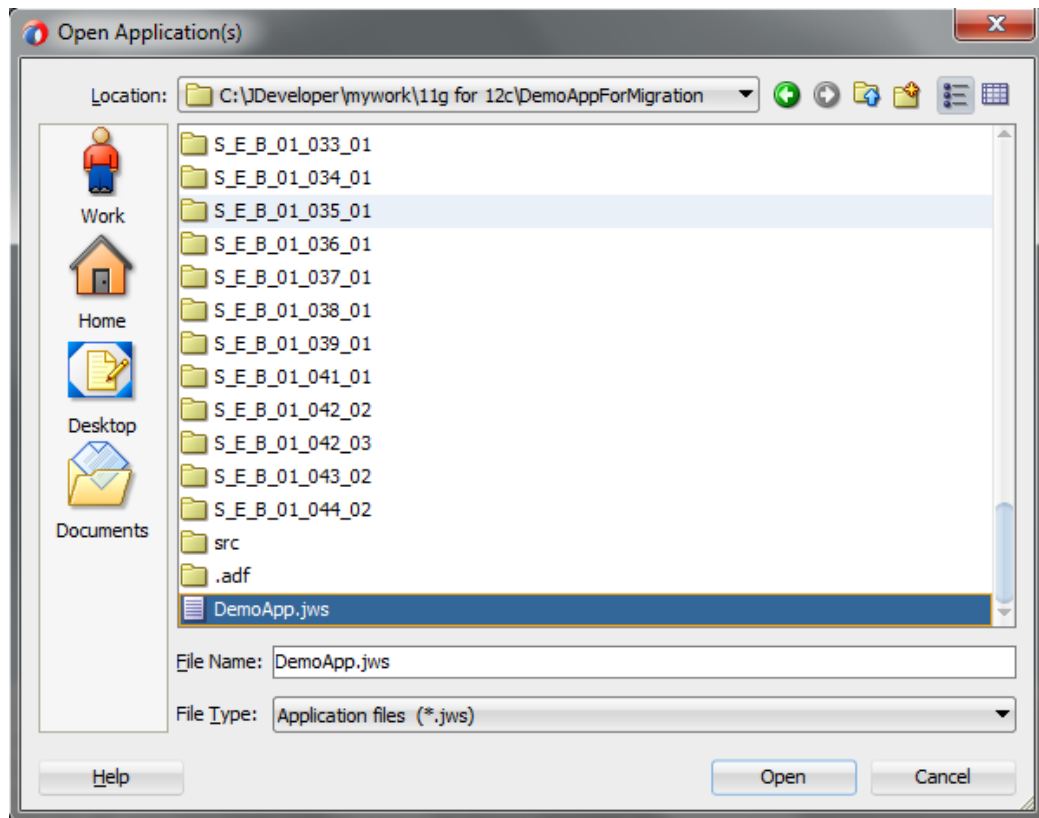 Open Application(s)
Location: C:\JDeveloper\mywork\11g for 12c\DemoAppForMigration
Work
Home
Desktop
Documents
S_E_B_01_033_01
S_E_B_01_034_01
S_E_B_01_035_01
S_E_B_01_036_01
S_E_B_01_037_01
S_E_B_01_038_01
S_E_B_01_039_01
S_E_B_01_041_01
S_E_B_01_042_02
S_E_B_01_042_03
S_E_B_01_043_02
S_E_B_01_044_02
src
.adf
DemoApp.jws
File Name: DemoApp.jws
File Type: Application files (*.jws)
Help Open Cancel